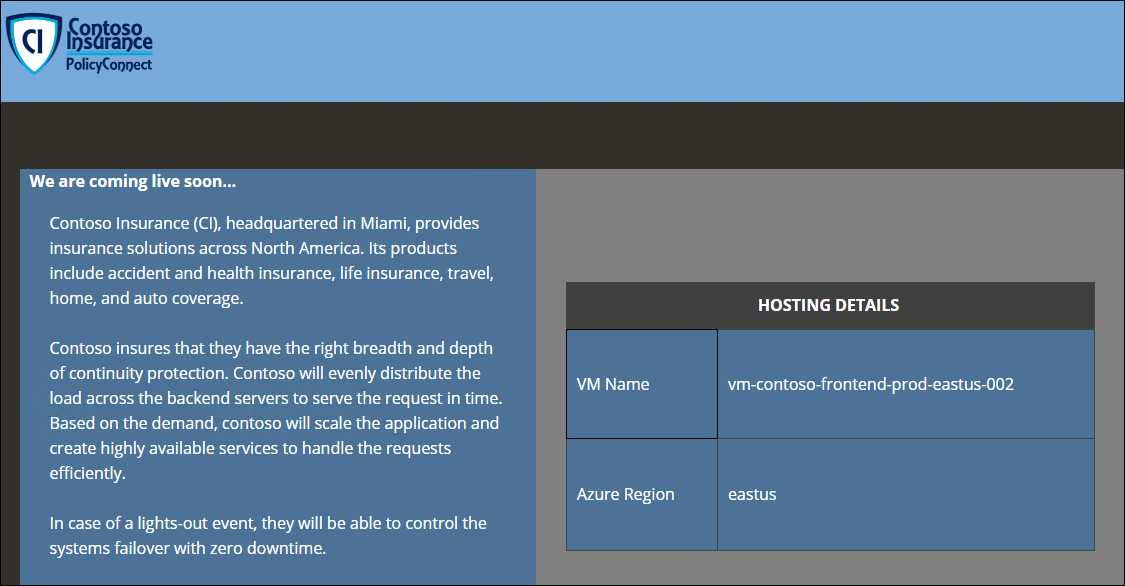 CI
Contoso
Insurance
PolicyConnect
We are coming live soon...
Contoso Insurance (CI), headquartered in Miami, provides
insurance solutions across North America. Its products
include accident and health insurance, life insurance, travel,
home, and auto coverage.
Contoso insures that they have the right breadth and depth
of continuity protection. Contoso will evenly distribute the
load across the backend servers to serve the request in time.
Based on the demand, contoso will scale the application and
create highly available services to handle the requests
efficiently.
In case of a lights-out event, they will be able to control the
systems failover with zero downtime.
HOSTING DETAILS
VM Name vm-contoso-frontend-prod-eastus-002
Azure Region eastus